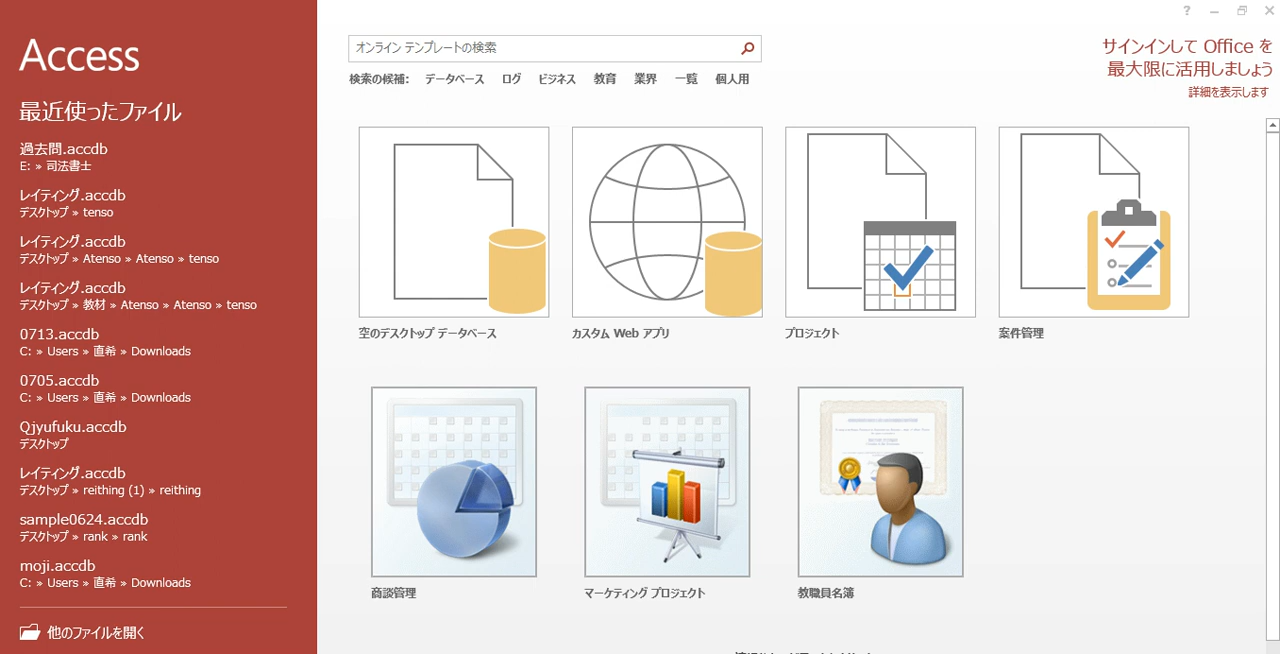 Access
最近使ったファイル
過去問.accdb
E: » 司法書士
レイティング.accdb
デスクトップ » tenso
レイティング.accdb
デスクトップ » Atenso » Atenso » tenso
レイティング.accdb
デスクトップ » 教材 » Atenso » Atenso » tenso
0713.accdb
C: » Users » 直希 » Downloads
0705.accdb
C: » Users » 直希 » Downloads
Qjyufuku.accdb
デスクトップ
レイティング.accdb
デスクトップ » reithing (1) » reithing
sample0624.accdb
デスクトップ » rank » rank
moji.accdb
C: » Users » 直希 » Downloads
他のファイルを開く
?
オンライン テンプレートの検索
検索の候補: データベース ログ ビジネス 教育 業界 一覧 個人用
サインインして Office を
最大限に活用しましょう
詳細を表示します
空のデスクトップ データベース
カスタム Web アプリ
プロジェクト
案件管理
商談管理
マーケティング プロジェクト
教職員名簿